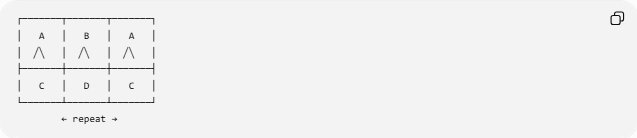 ┌───────┬───────┬───────┐
│   A   │   B   │   A   │
│  /\   │  /\   │  /\   │
├───────┼───────┼───────┤
│   C   │   D   │   C   │
└───────┴───────┴───────┘
        ← repeat →